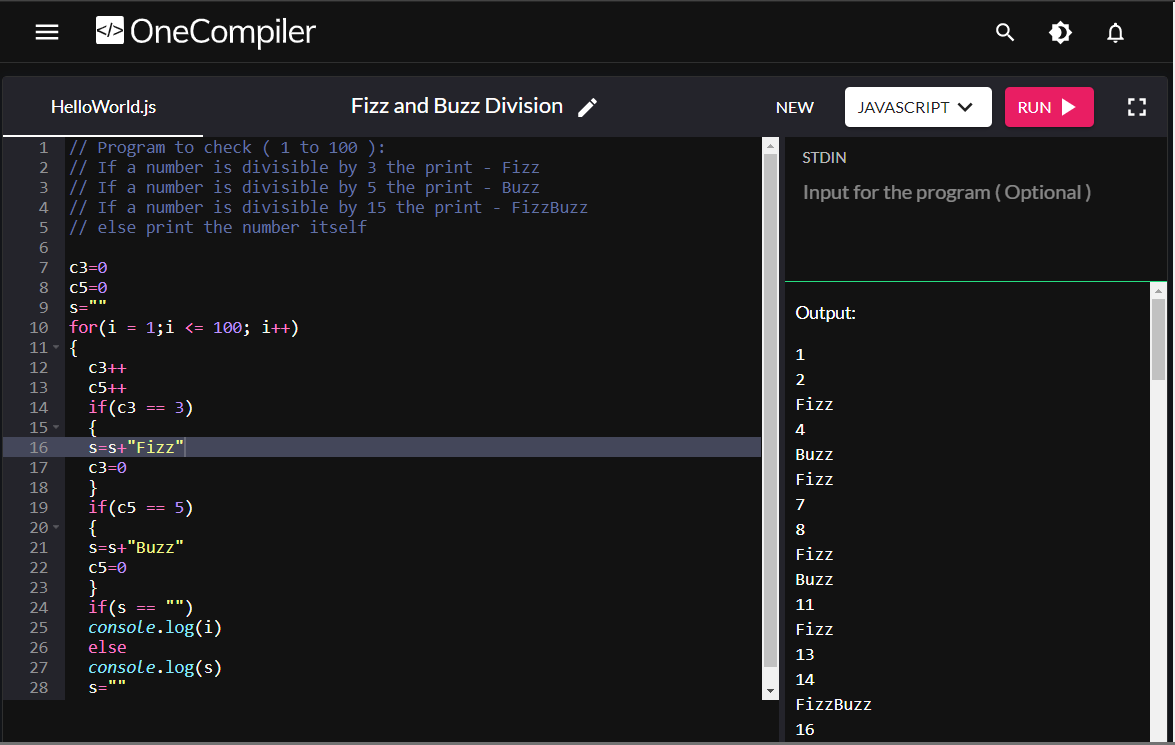 </> OneCompiler
HelloWorld.js
Fizz and Buzz Division
NEW
JAVASCRIPT
RUN
1 // Program to check ( 1 to 100 ):
2 // If a number is divisible by 3 the print - Fizz
3 // If a number is divisible by 5 the print - Buzz
4 // If a number is divisible by 15 the print - FizzBuzz
5 // else print the number itself
6
7 c3=0
8 c5=0
9 s=""
10 for(i = 1;i <= 100; i++)
11 {
12 c3++
13 c5++
14 if(c3 == 3)
15 {
16 s=s+"Fizz"
17 c3=0
18 }
19 if(c5 == 5)
20 {
21 s=s+"Buzz"
22 c5=0
23 }
24 if(s == "")
25 console.log(i)
26 else
27 console.log(s)
28 s=""
STDIN
Input for the program ( Optional )
Output:
1
2
Fizz
4
Buzz
Fizz
7
8
Fizz
Buzz
11
Fizz
13
14
FizzBuzz
16